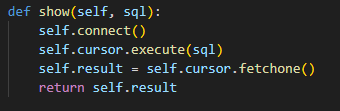 def show(self, sql):
    self.connect()
    self.cursor.execute(sql)
    self.result = self.cursor.fetchone()
    return self.result